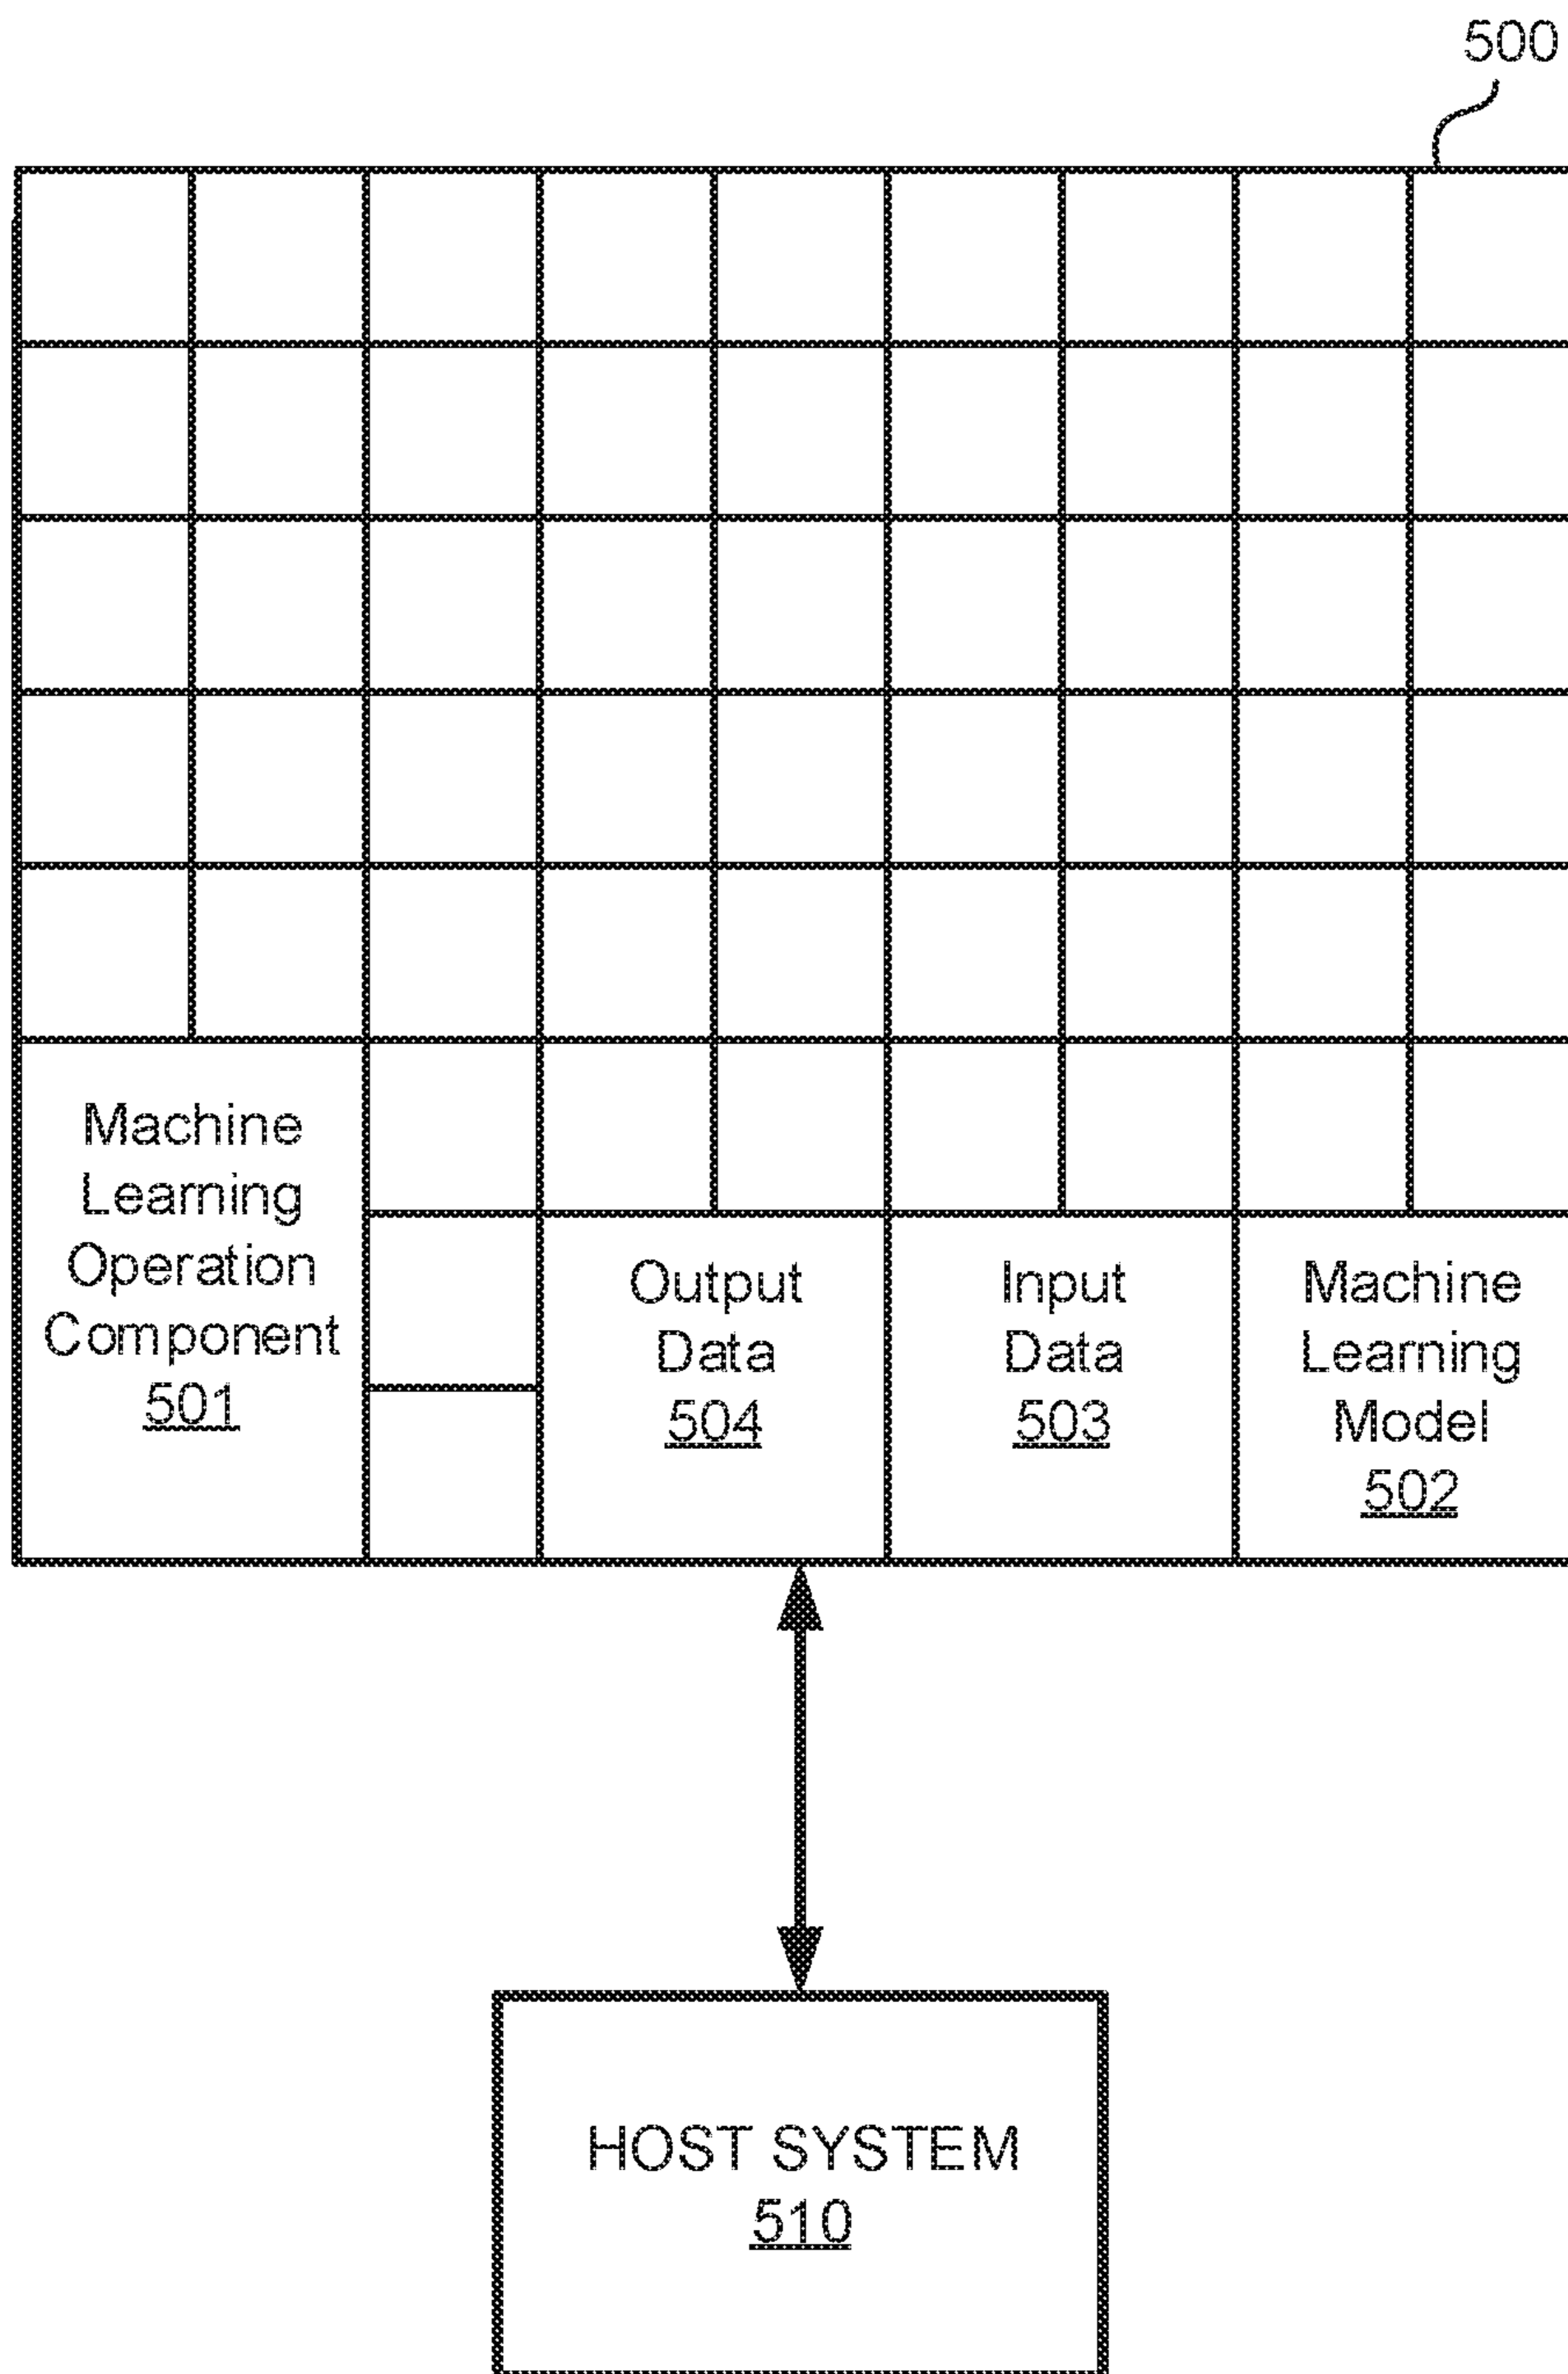 500
Machine
Learning
Operation
Component
501
Output
Data
504
Input
Data
503
Machine
Learning
Model
502
HOST SYSTEM
510